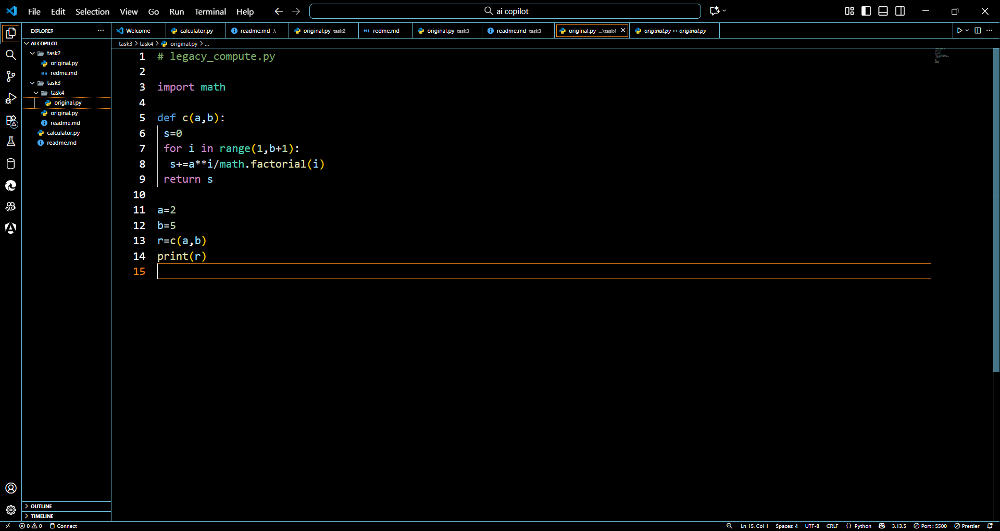 File Edit Selection View Go Run Terminal Help
ai copilot
EXPLORER
Welcome
calculator.py
readme.md .\
original.py task2
redme.md
original.py task3
readme.md task3
original.py ...\task4
original.py ↔ original.py
AI COPILOT
task2
original.py
redme.md
task3
task4
original.py
original.py
readme.md
calculator.py
readme.md
OUTLINE
TIMELINE
task3 > task4 > original.py > ...
1 # legacy_compute.py
2
3 import math
4
5 def c(a,b):
6  s=0
7  for i in range(1,b+1):
8   s+=a**i/math.factorial(i)
9  return s
10
11 a=2
12 b=5
13 r=c(a,b)
14 print(r)
15
0 0 Connect
Ln 15, Col 1 Spaces: 4 UTF-8 CRLF {} Python 3.13.5 Port : 5500 Prettier